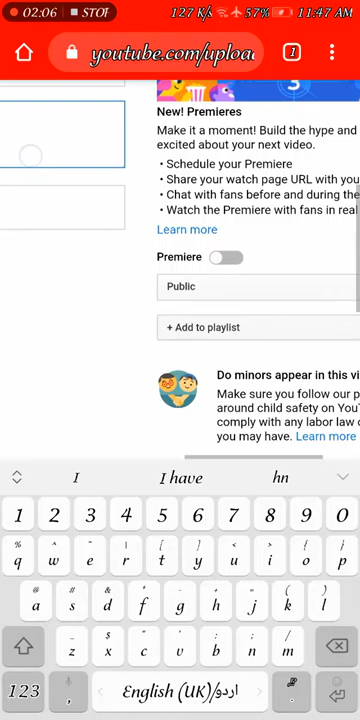 02:06 STOP 127 K/s 57% 11:47 AM
youtube.com/uploa 1
New! Premieres
Make it a moment! Build the hype and
excited about your next video.
• Schedule your Premiere
• Share your watch page URL with you
• Chat with fans before and during the
• Watch the Premiere with fans in real
Learn more
Premiere
Public
+ Add to playlist
Do minors appear in this vi
Make sure you follow our p
around child safety on You
comply with any labor law o
you may have. Learn more
I I have hn
1 2 3 4 5 6 7 8 9 0
% ^ ~ | [ ] < > { }
q w e r t y u i o p
@ # & * - + = ( )
a s d f g h j k l
_ $ " ' : ; /
z x c v b n m
123 , English (UK)/اردو .